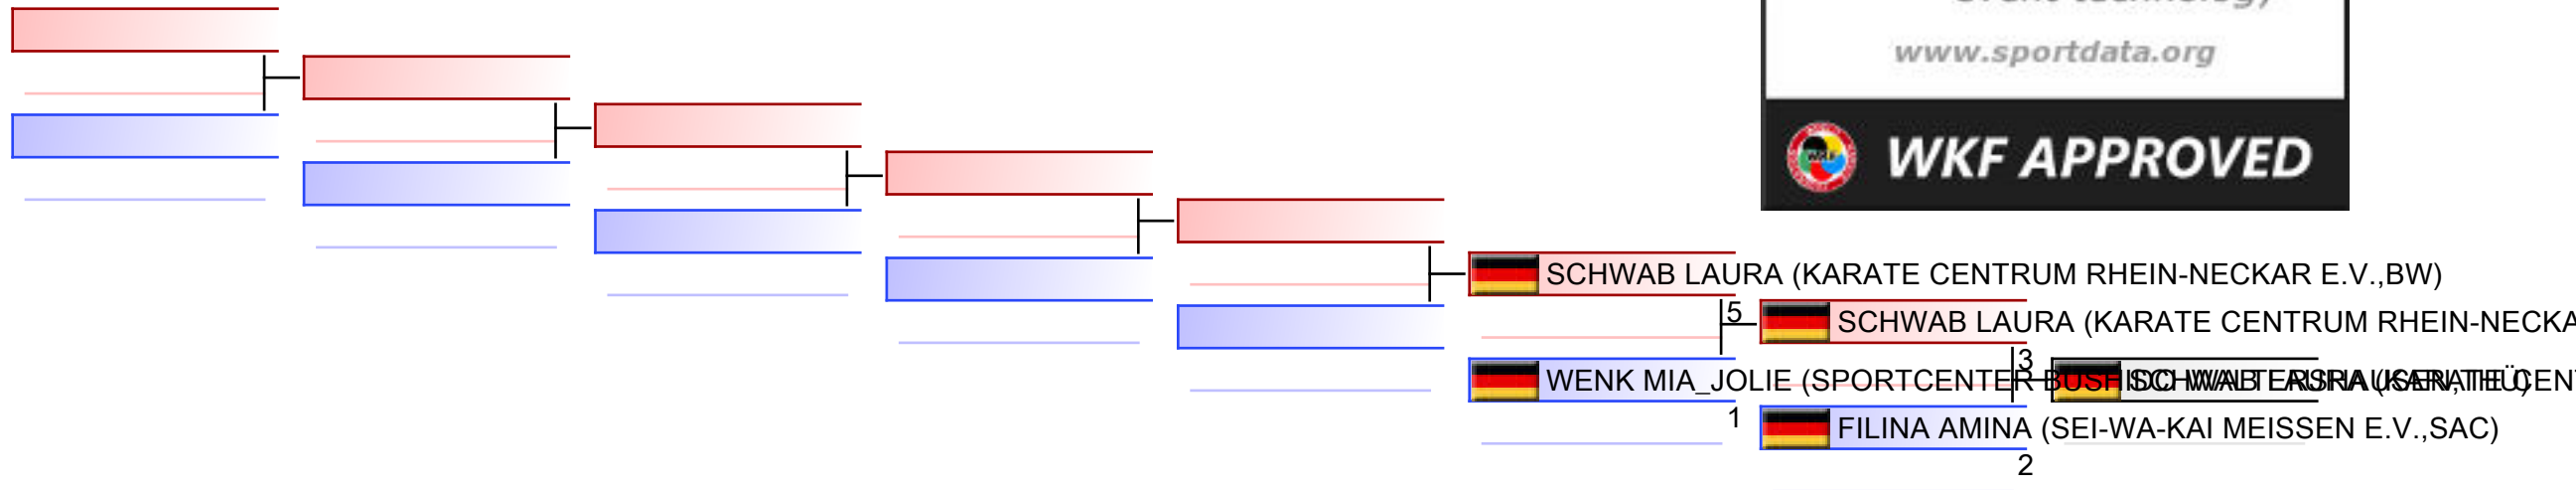 www.sportdata.org
WKF APPROVED
SCHWAB LAURA (KARATE CENTRUM RHEIN-NECKAR E.V.,BW)
5
SCHWAB LAURA (KARATE CENTRUM RHEIN-NECKA
3
WENK MIA_JOLIE (SPORTCENTER
1
FILINA AMINA (SEI-WA-KAI MEISSEN E.V.,SAC)
2